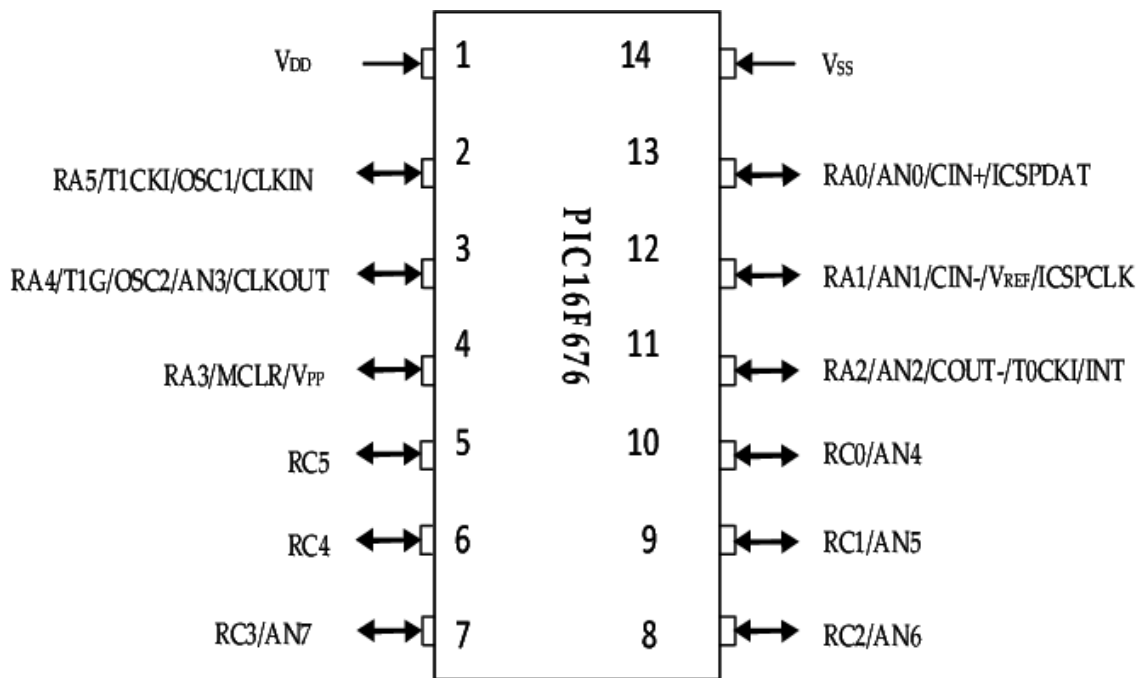 VDD 1 14 VSS
RA5/T1CKI/OSC1/CLKIN 2 13 RA0/AN0/CIN+/ICSPDAT
RA4/T1G/OSC2/AN3/CLKOUT 3 12 RA1/AN1/CIN-/VREF/ICSPCLK
RA3/MCLR/VPP 4 11 RA2/AN2/COUT-/T0CKI/INT
RC5 5 10 RC0/AN4
RC4 6 9 RC1/AN5
RC3/AN7 7 8 RC2/AN6
PIC16F676